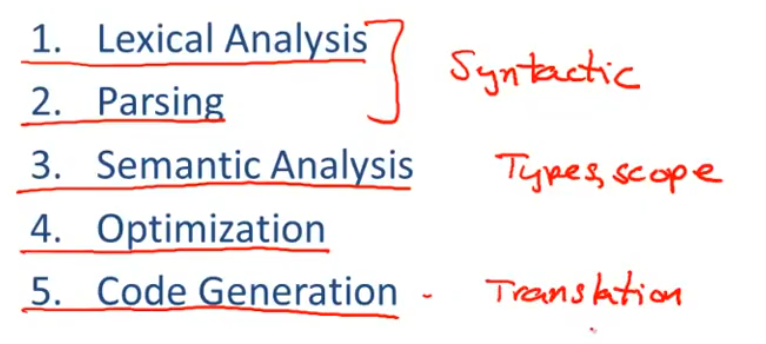 1. Lexical Analysis
2. Parsing
Syntactic
3. Semantic Analysis Types, scope
4. Optimization
5. Code Generation - Translation